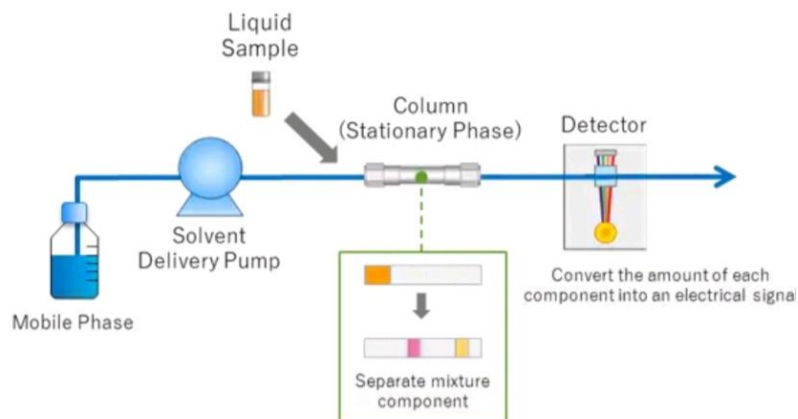 Liquid
Sample
Column
(Stationary Phase)
Detector
Solvent
Delivery Pump
Mobile Phase
Convert the amount of each
component into an electrical signal
Separate mixture
component